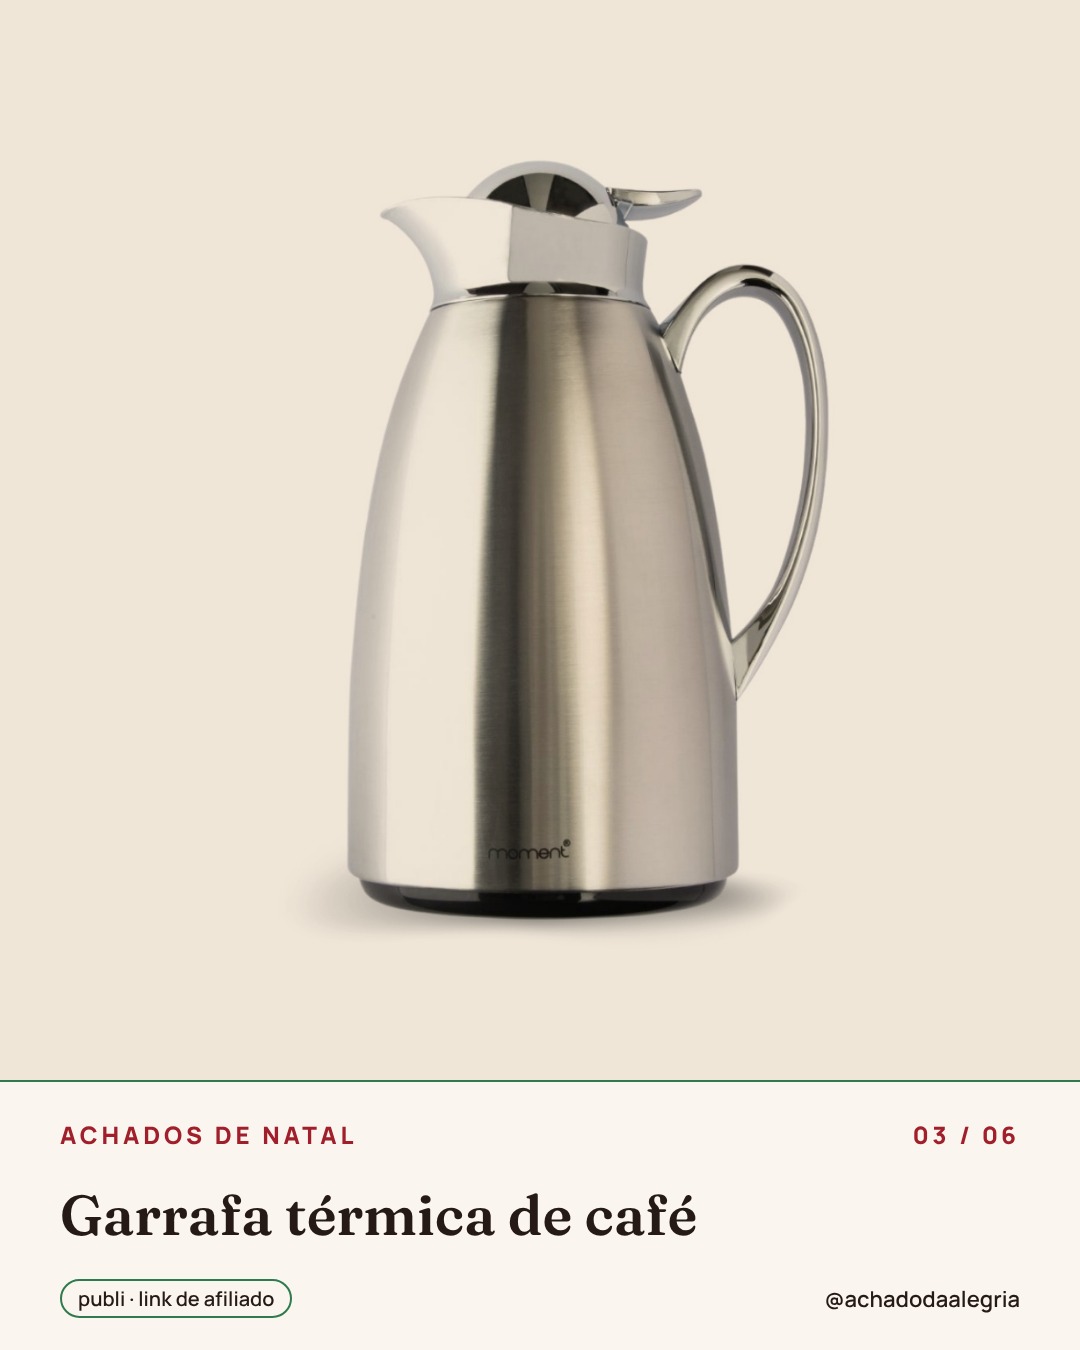 moment®
ACHADOS DE NATAL
03 / 06
Garrafa térmica de café
publi · link de afiliado
@achadodaalegria